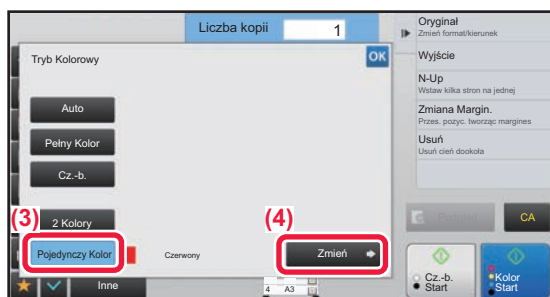 Liczba kopii 1
Tryb Kolorowy
OK
Auto
Pełny Kolor
Cz.-b.
(3)
2 Kolory
(4)
Pojedynczy Kolor
Czerwony
Zmień
Inne
4 A3
Oryginał
Zmień format/kierunek
Wyjście
N-Up
Wstaw kilka stron na jednej
Zmiana Margin.
Przes. pozyc. tworząc margines
Usuń
Usuń cień dookoła
CA
Cz.-b.
Start
Kolor
Start